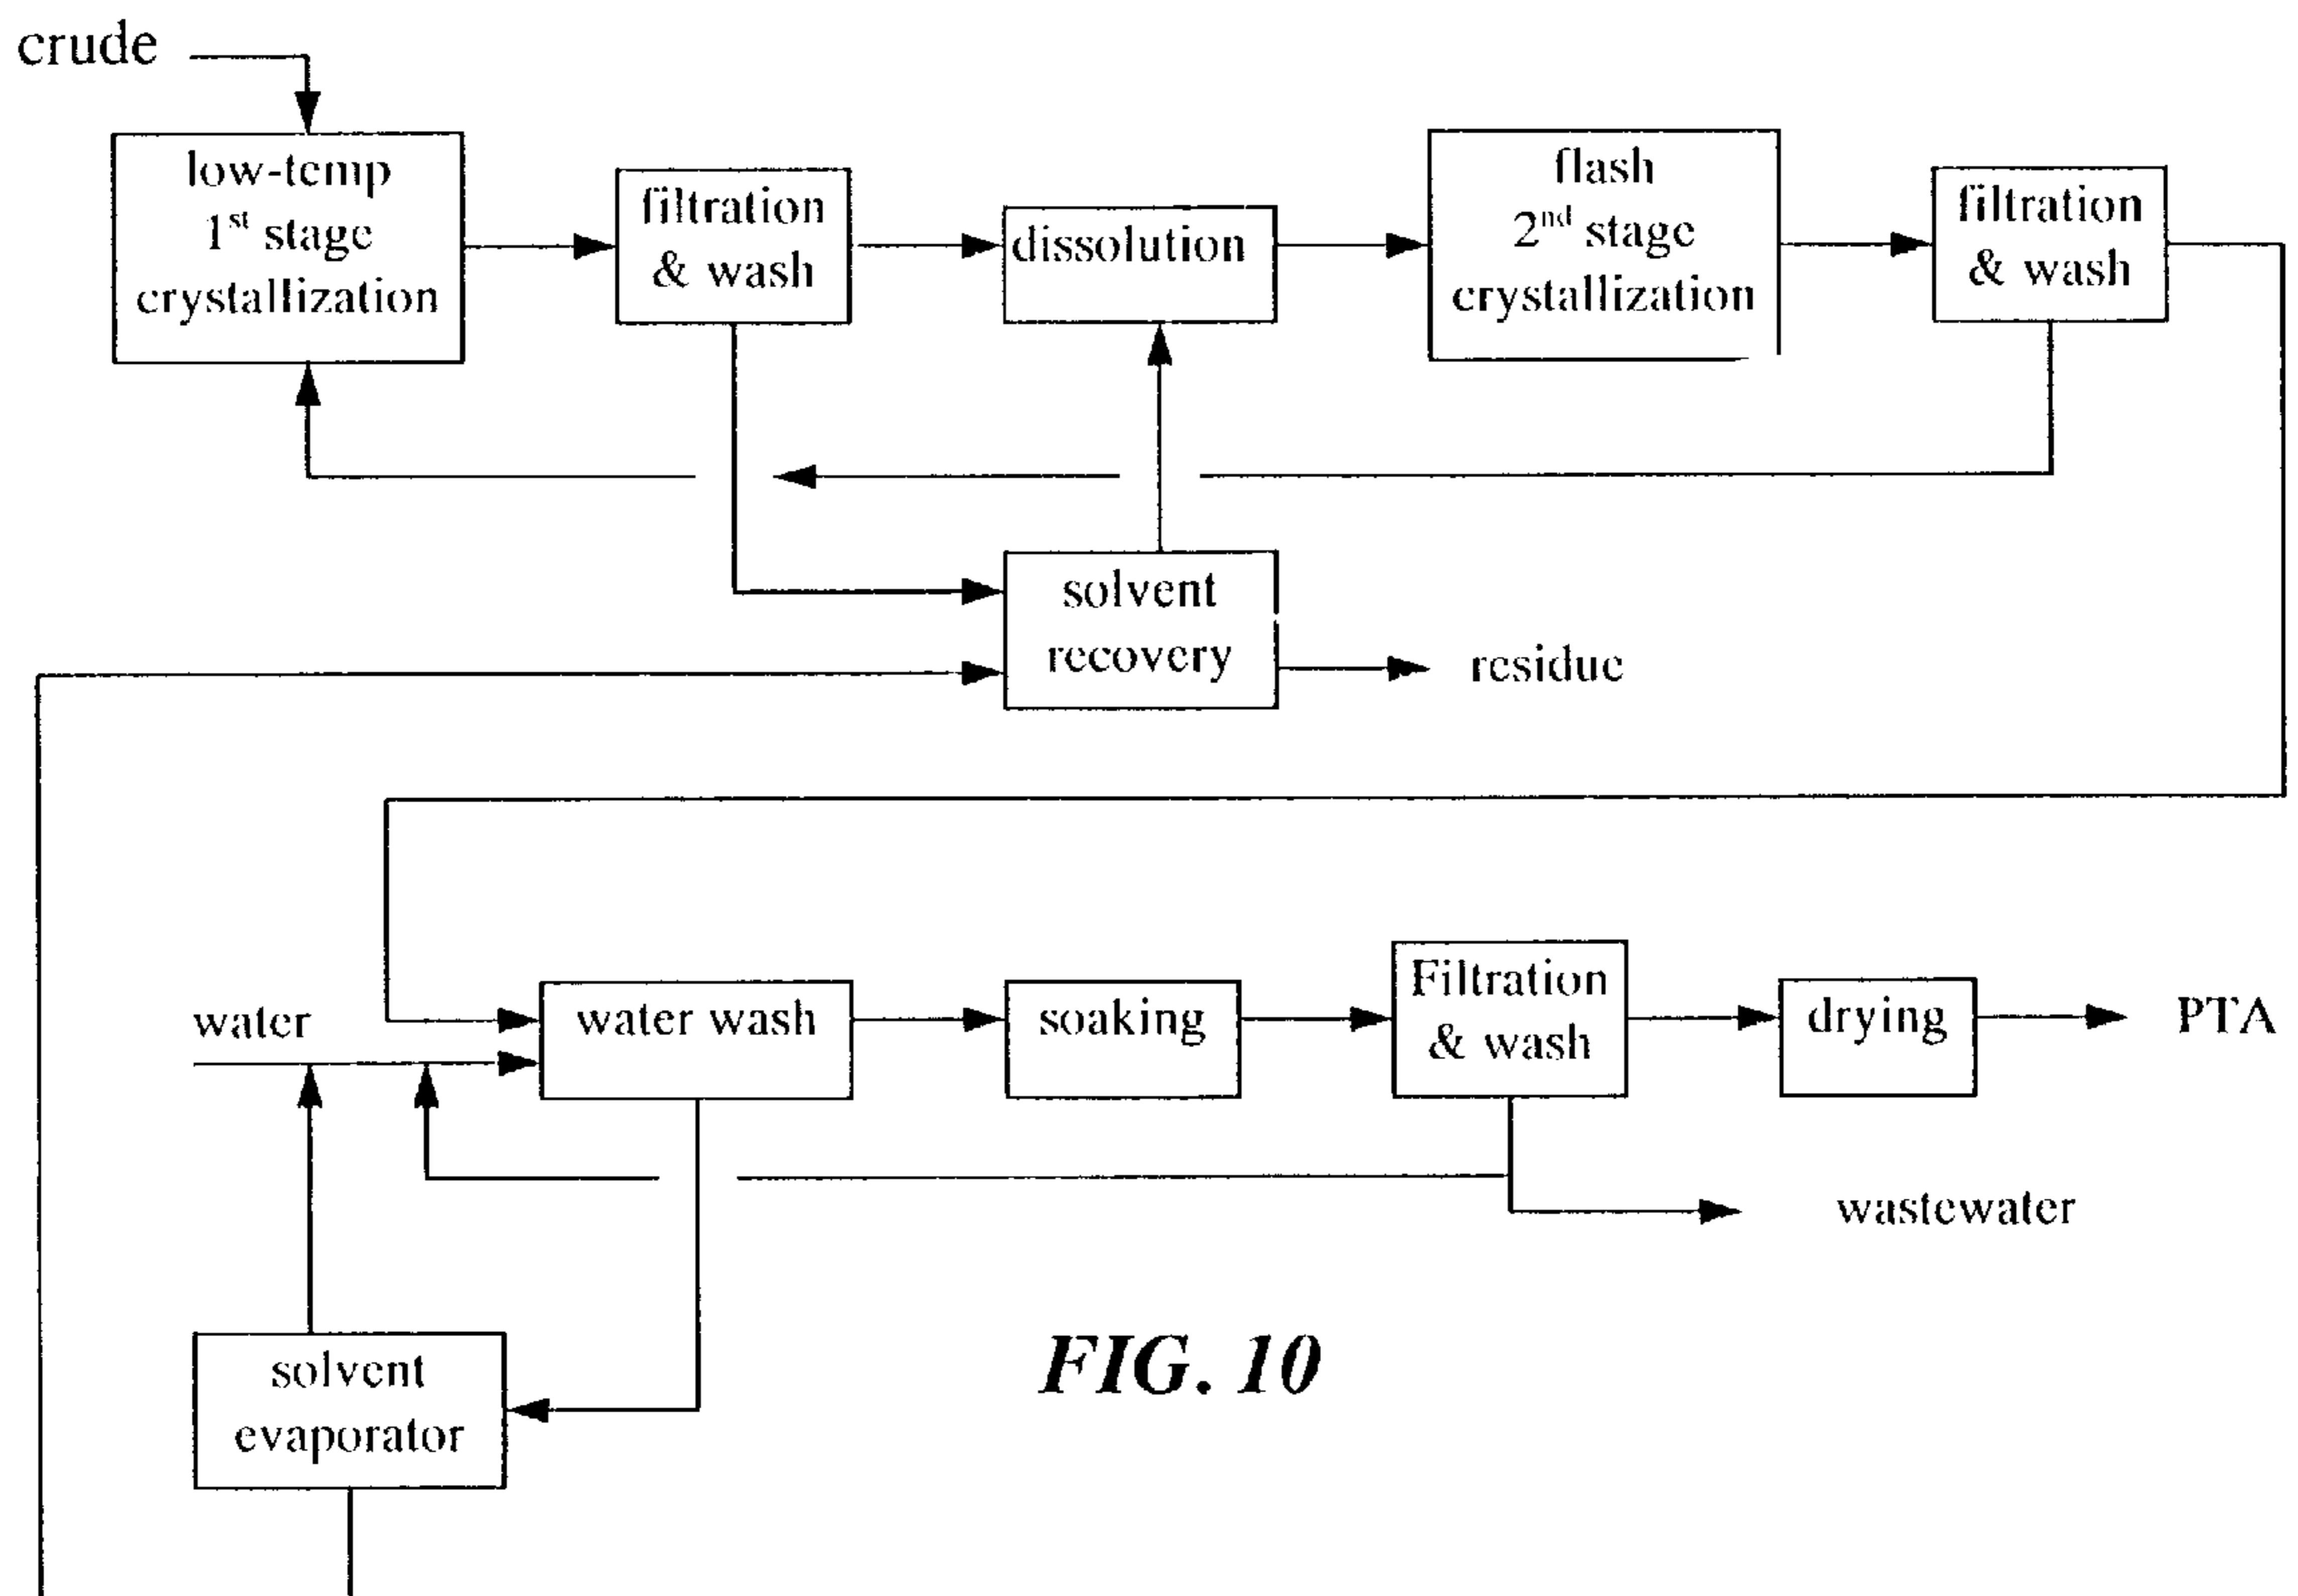 crude
low-temp
1st stage
crystallization
filtration
& wash
dissolution
flash
2nd stage
crystallization
filtration
& wash
solvent
recovery
residue
water
water wash
soaking
Filtration
& wash
drying
PTA
wastewater
solvent
evaporator
FIG. 10